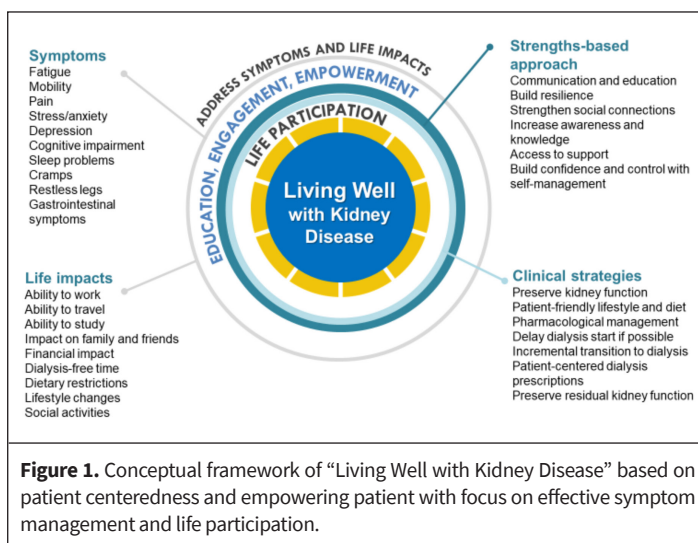 Symptoms
Fatigue
Mobility
Pain
Stress/anxiety
Depression
Cognitive impairment
Sleep problems
Cramps
Restless legs
Gastrointestinal
symptoms
Life impacts
Ability to work
Ability to travel
Ability to study
Impact on family and friends
Financial impact
Dialysis-free time
Dietary restrictions
Lifestyle changes
Social activities
ADDRESS SYMPTOMS AND LIFE IMPACTS
EDUCATION, ENGAGEMENT, EMPOWERMENT
LIFE PARTICIPATION
Living Well
with Kidney
Disease
Strengths-based
approach
Communication and education
Build resilience
Strengthen social connections
Increase awareness and
knowledge
Access to support
Build confidence and control with
self-management
Clinical strategies
Preserve kidney function
Patient-friendly lifestyle and diet
Pharmacological management
Delay dialysis start if possible
Incremental transition to dialysis
Patient-centered dialysis
prescriptions
Preserve residual kidney function
Figure 1. Conceptual framework of “Living Well with Kidney Disease” based on
patient centeredness and empowering patient with focus on effective symptom
management and life participation.